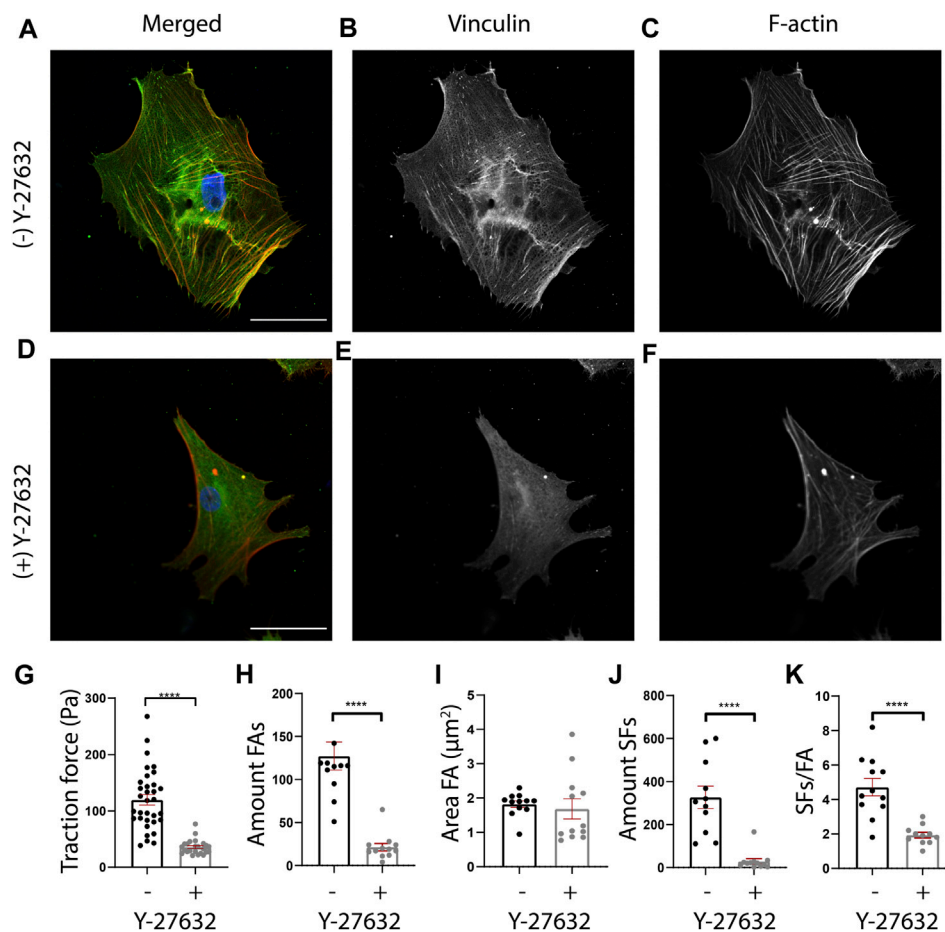 A Merged
B Vinculin
C F-actin
(-) Y-27632
D
E
F
(+) Y-27632
G
Traction force (Pa)
300
200
100
0
****
- +
Y-27632
H
Amount FAs
200
150
100
50
0
****
- +
Y-27632
I
Area FA (µm²)
5
4
3
2
1
0
- +
Y-27632
J
Amount SFs
800
600
400
200
0
****
- +
Y-27632
K
SFs/FA
10
8
6
4
2
0
****
- +
Y-27632